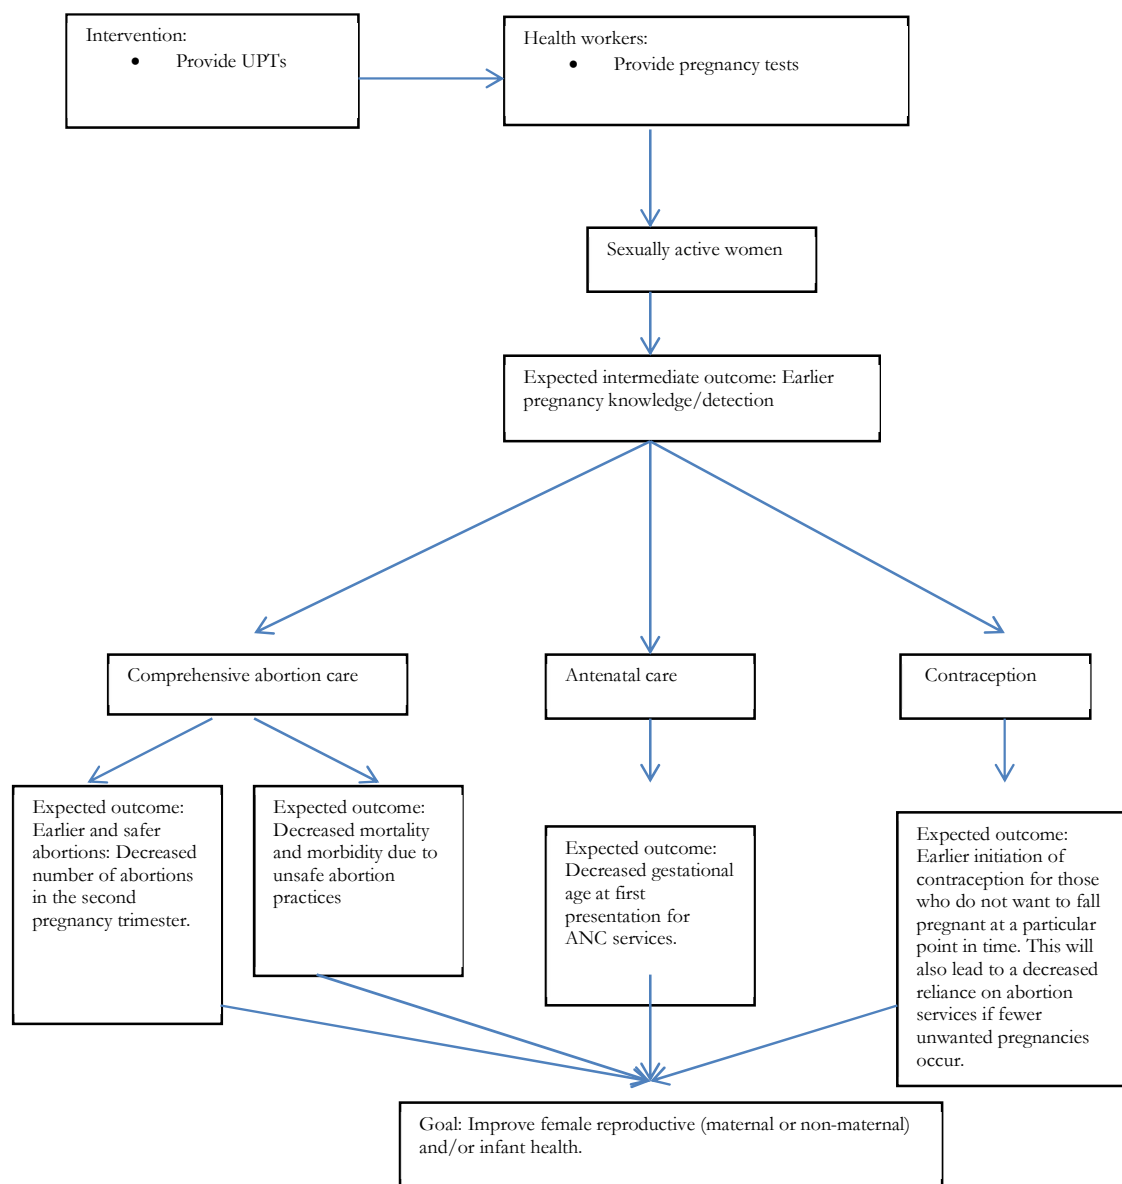 Intervention:
• Provide UPTs
Health workers:
• Provide pregnancy tests
Sexually active women
Expected intermediate outcome: Earlier
pregnancy knowledge/detection
Comprehensive abortion care
Antenatal care
Contraception
Expected outcome:
Earlier and safer
abortions: Decreased
number of abortions
in the second
pregnancy trimester.
Expected outcome:
Decreased mortality
and morbidity due to
unsafe abortion
practices
Expected outcome:
Decreased gestational
age at first
presentation for
ANC services.
Expected outcome:
Earlier initiation of
contraception for those
who do not want to fall
pregnant at a particular
point in time. This will
also lead to a decreased
reliance on abortion
services if fewer
unwanted pregnancies
occur.
Goal: Improve female reproductive (maternal or non-maternal)
and/or infant health.